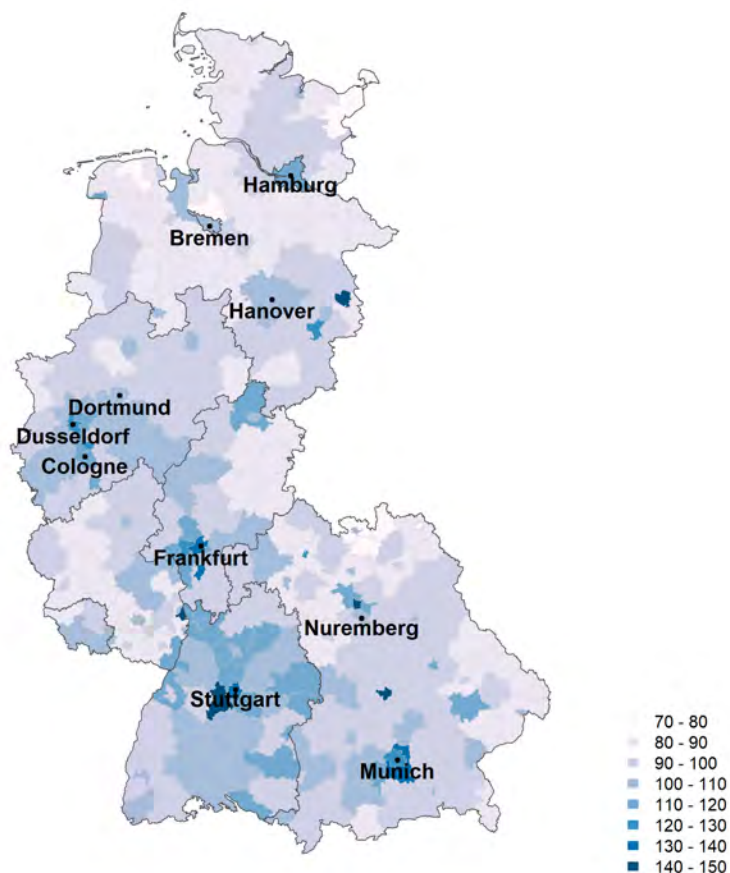 Hamburg
Bremen
Hanover
Dortmund
Dusseldorf
Cologne
Frankfurt
Nuremberg
Stuttgart
Munich
70 - 80
80 - 90
90 - 100
100 - 110
110 - 120
120 - 130
130 - 140
140 - 150